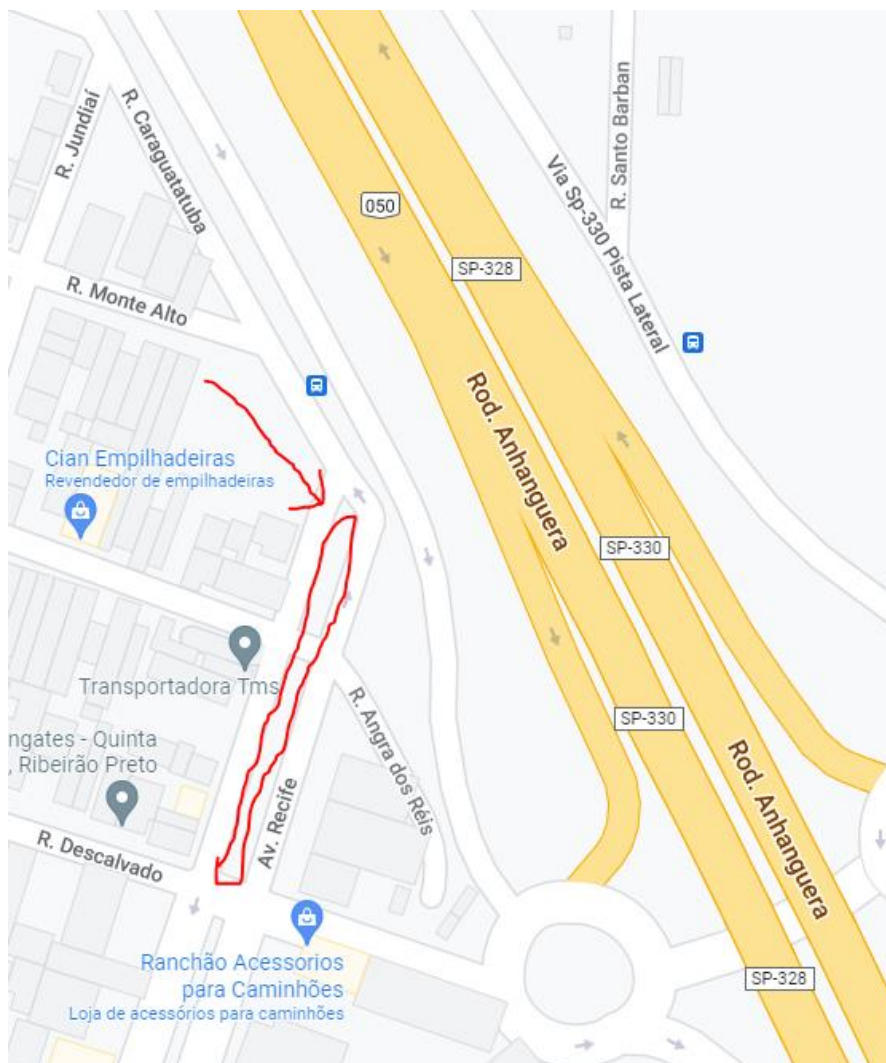 R. Jundiaí
R. Caraguatatuba
R. Santo Barban
Via Sp-330 Pista Lateral
050
SP-328
R. Monte Alto
Rod. Anhanguera
Cian Empilhadeiras
Revendedor de empilhadeiras
SP-330
Transportadora Tms
SP-330
ngates - Quinta
, Ribeirão Preto
R. Angra dos Réis
Av. Recife
Rod. Anhanguera
R. Descalvado
Ranchão Acessorios
para Caminhões
Loja de acessórios para caminhões
SP-328